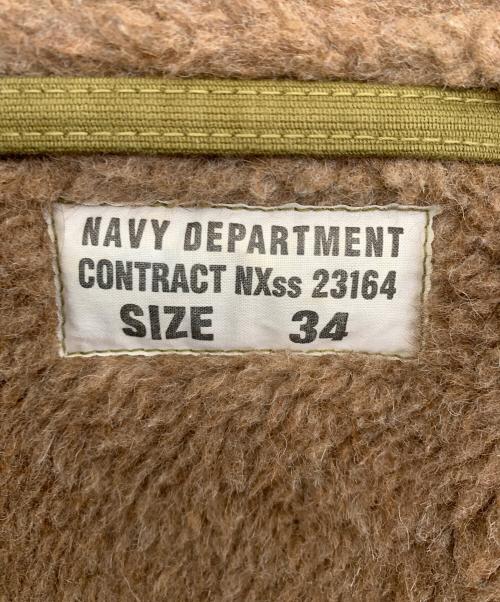 NAVY DEPARTMENT
CONTRACT NXss 23164
SIZE 34